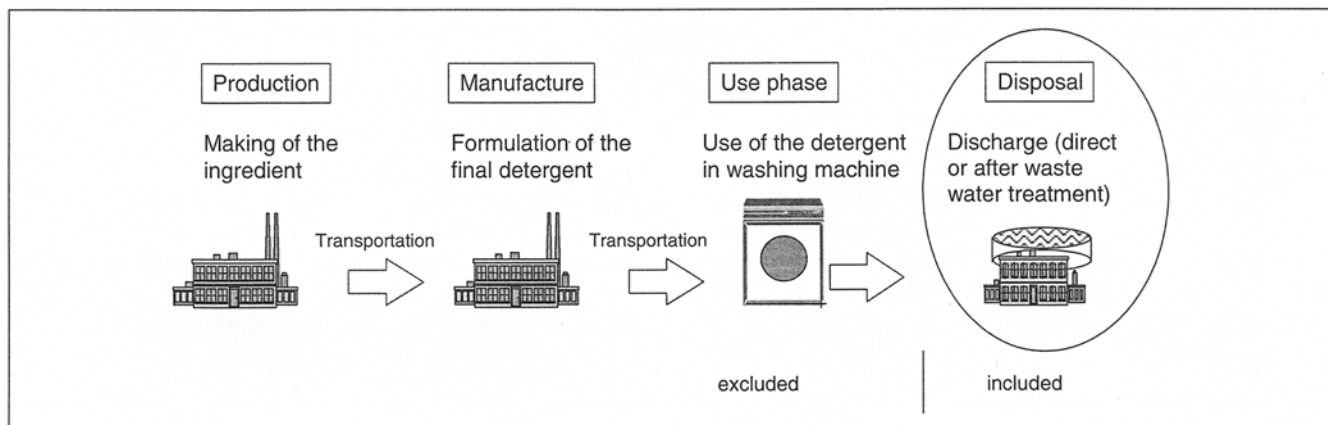 Production
Manufacture
Use phase
Disposal
Making of the
ingredient
Formulation of the
final detergent
Use of the detergent
in washing machine
Discharge (direct
or after waste
water treatment)
Transportation
Transportation
excluded
included